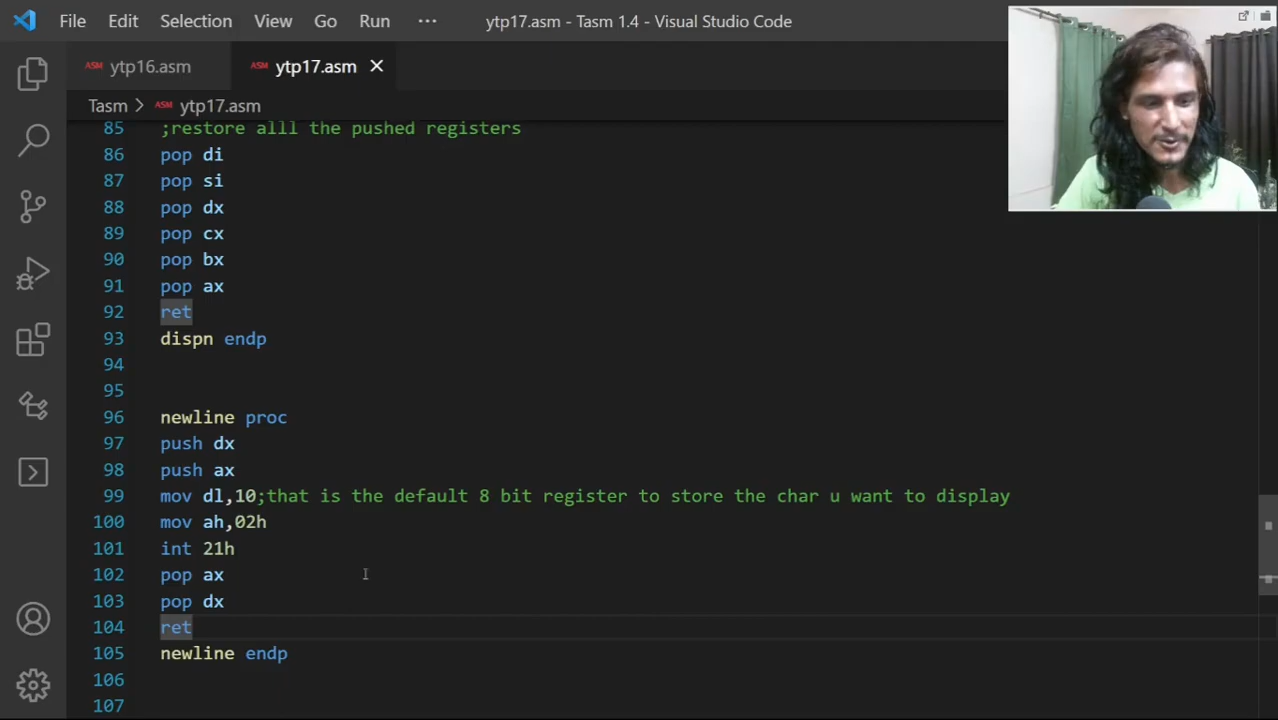 File Edit Selection View Go Run ··· ytp17.asm - Tasm 1.4 - Visual Studio Code
ASM ytp16.asm ASM ytp17.asm
Tasm > ASM ytp17.asm
85 ;restore alll the pushed registers
86 pop di
87 pop si
88 pop dx
89 pop cx
90 pop bx
91 pop ax
92 ret
93 dispn endp
94
95
96 newline proc
97 push dx
98 push ax
99 mov dl,10;that is the default 8 bit register to store the char u want to display
100 mov ah,02h
101 int 21h
102 pop ax
103 pop dx
104 ret
105 newline endp
106
107